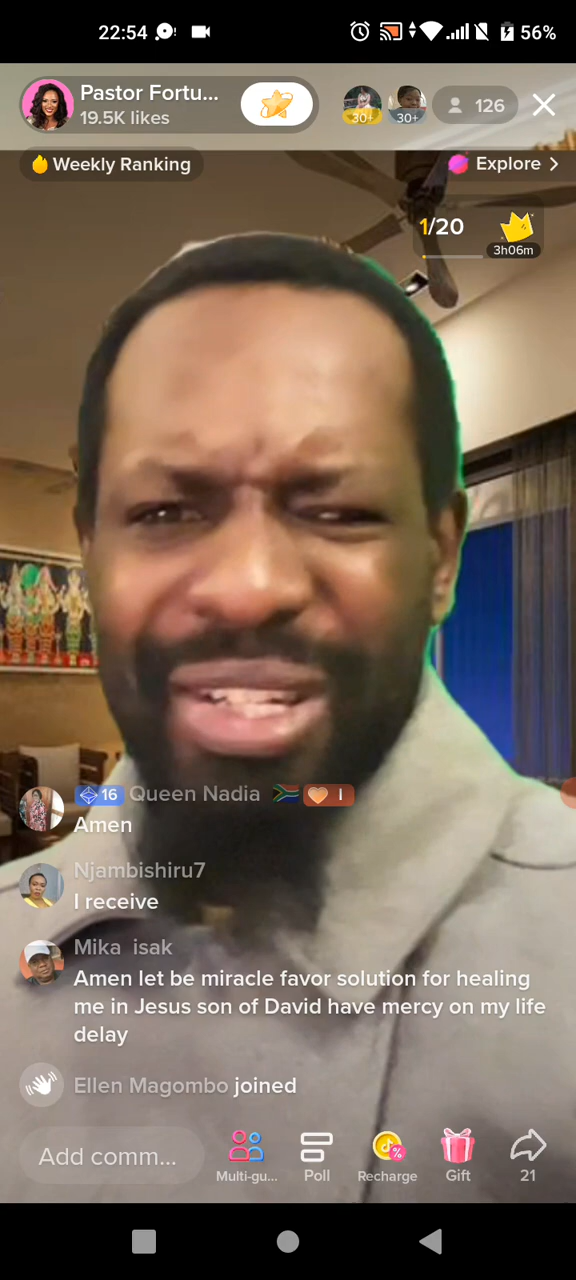 22:54
56%
Pastor Fortu...
19.5K likes
30+
30+
126
Weekly Ranking
Explore
1/20
3h06m
16 Queen Nadia I
Amen
Njambishiru7
I receive
Mika isak
Amen let be miracle favor solution for healing
me in Jesus son of David have mercy on my life
delay
Ellen Magombo joined
Add comm...
Multi-gu...
Poll
Recharge
Gift
21